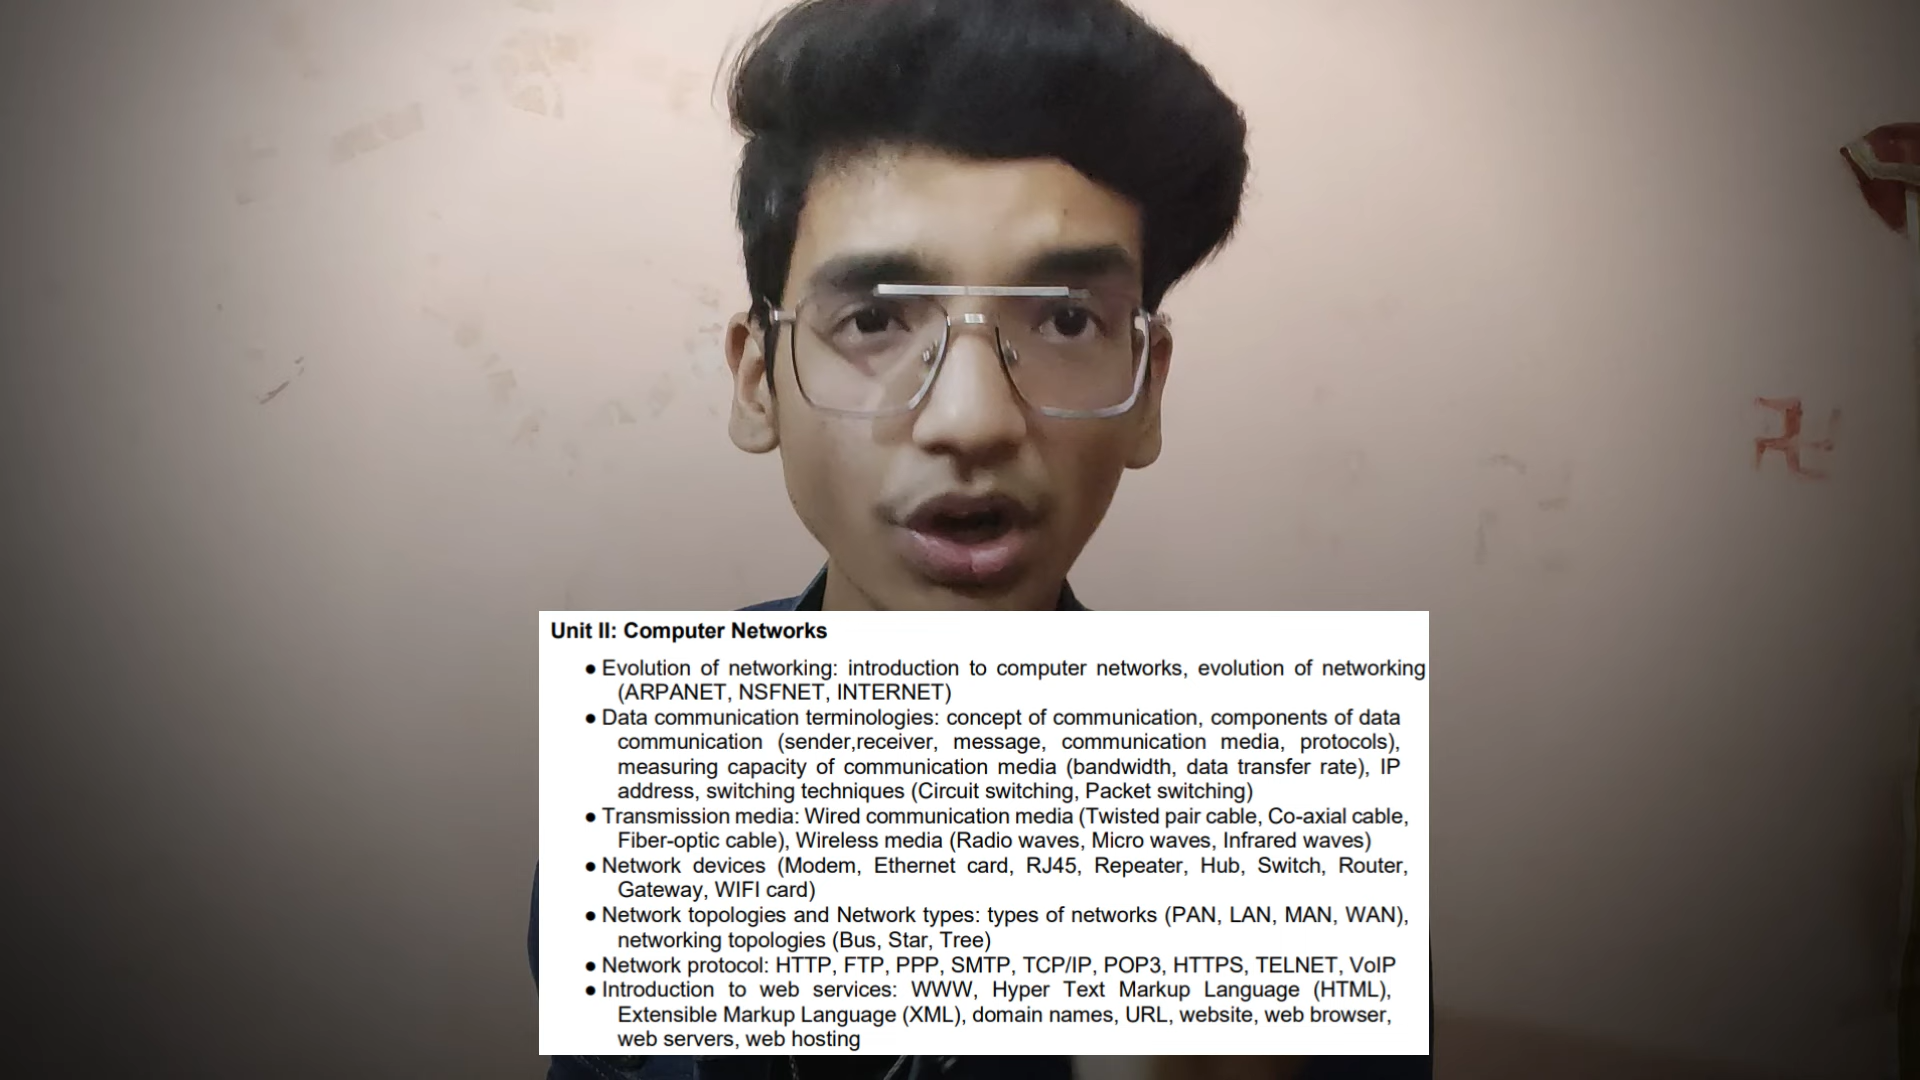 Unit II: Computer Networks
● Evolution of networking: introduction to computer networks, evolution of networking
(ARPANET, NSFNET, INTERNET)
● Data communication terminologies: concept of communication, components of data
communication (sender,receiver, message, communication media, protocols),
measuring capacity of communication media (bandwidth, data transfer rate), IP
address, switching techniques (Circuit switching, Packet switching)
● Transmission media: Wired communication media (Twisted pair cable, Co-axial cable,
Fiber-optic cable), Wireless media (Radio waves, Micro waves, Infrared waves)
● Network devices (Modem, Ethernet card, RJ45, Repeater, Hub, Switch, Router,
Gateway, WIFI card)
● Network topologies and Network types: types of networks (PAN, LAN, MAN, WAN),
networking topologies (Bus, Star, Tree)
● Network protocol: HTTP, FTP, PPP, SMTP, TCP/IP, POP3, HTTPS, TELNET, VoIP
● Introduction to web services: WWW, Hyper Text Markup Language (HTML),
Extensible Markup Language (XML), domain names, URL, website, web browser,
web servers, web hosting